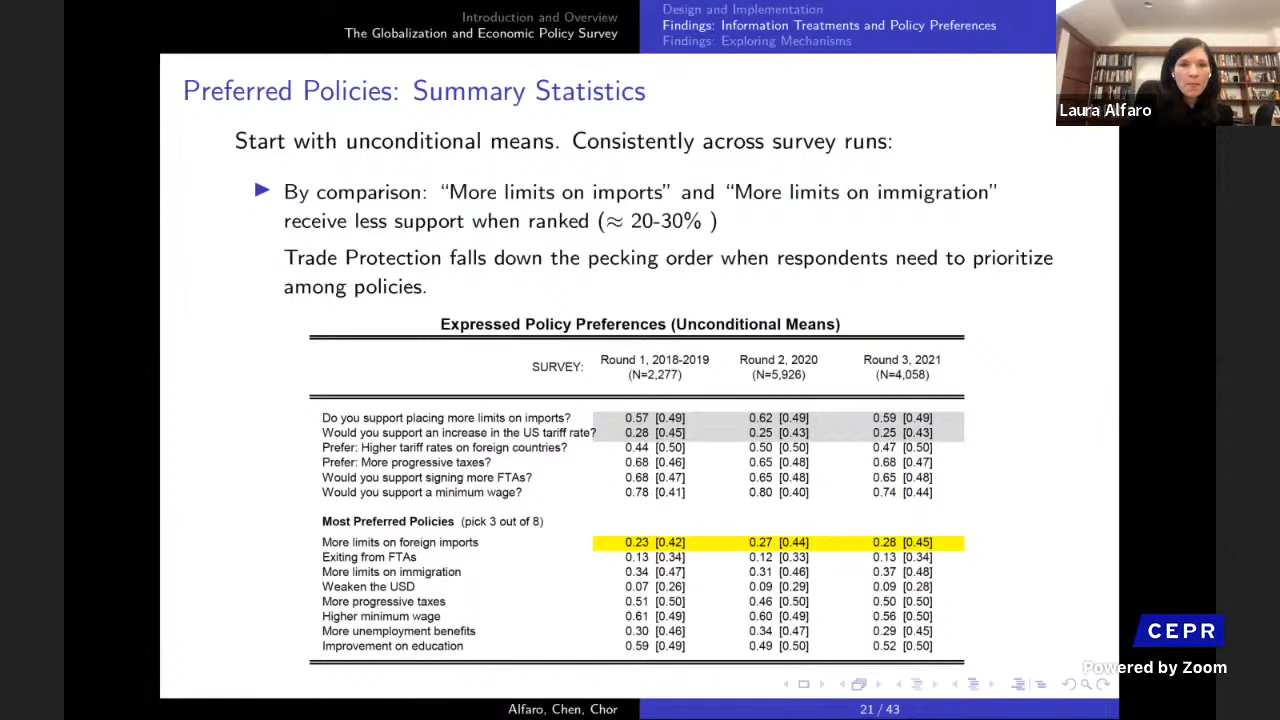 Introduction and Overview
The Globalization and Economic Policy Survey
Design and Implementation
Findings: Information Treatments and Policy Preferences
Findings: Exploring Mechanisms
Laura Alfaro
Preferred Policies: Summary Statistics
Start with unconditional means. Consistently across survey runs:
By comparison: “More limits on imports” and “More limits on immigration”
receive less support when ranked (≈ 20-30% )
Trade Protection falls down the pecking order when respondents need to prioritize
among policies.
Expressed Policy Preferences (Unconditional Means)
SURVEY: Round 1, 2018-2019 Round 2, 2020 Round 3, 2021
(N=2,277) (N=5,926) (N=4,058)
Do you support placing more limits on imports? 0.57 [0.49] 0.62 [0.49] 0.59 [0.49]
Would you support an increase in the US tariff rate? 0.28 [0.45] 0.25 [0.43] 0.25 [0.43]
Prefer: Higher tariff rates on foreign countries? 0.44 [0.50] 0.50 [0.50] 0.47 [0.50]
Prefer: More progressive taxes? 0.68 [0.46] 0.65 [0.48] 0.68 [0.47]
Would you support signing more FTAs? 0.68 [0.47] 0.65 [0.48] 0.65 [0.48]
Would you support a minimum wage? 0.78 [0.41] 0.80 [0.40] 0.74 [0.44]
Most Preferred Policies (pick 3 out of 8)
More limits on foreign imports 0.23 [0.42] 0.27 [0.44] 0.28 [0.45]
Exiting from FTAs 0.13 [0.34] 0.12 [0.33] 0.13 [0.34]
More limits on immigration 0.34 [0.47] 0.31 [0.46] 0.37 [0.48]
Weaken the USD 0.07 [0.26] 0.09 [0.29] 0.09 [0.28]
More progressive taxes 0.51 [0.50] 0.46 [0.50] 0.50 [0.50]
Higher minimum wage 0.61 [0.49] 0.60 [0.49] 0.56 [0.50]
More unemployment benefits 0.30 [0.46] 0.34 [0.47] 0.29 [0.45]
Improvement on education 0.59 [0.49] 0.49 [0.50] 0.52 [0.50]
CEPR
Powered by Zoom
Alfaro, Chen, Chor
21 / 43